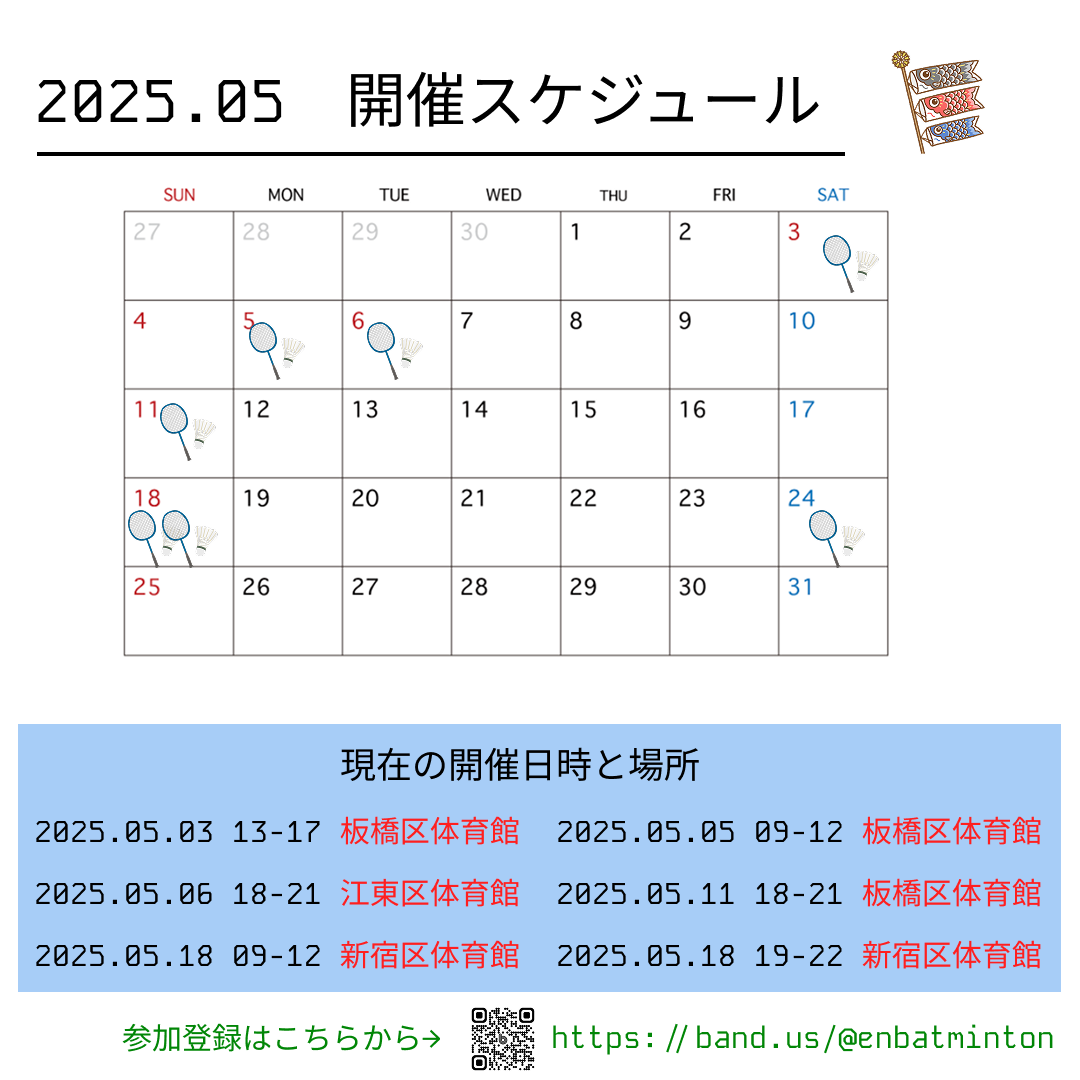 2025.05 開催スケジュール
SUN MON TUE WED THU FRI SAT
27 28 29 30 1 2 3
4 5 6 7 8 9 10
11 12 13 14 15 16 17
18 19 20 21 22 23 24
25 26 27 28 29 30 31
現在の開催日時と場所
2025.05.03 13-17 板橋区体育館 2025.05.05 09-12 板橋区体育館
2025.05.06 18-21 江東区体育館 2025.05.11 18-21 板橋区体育館
2025.05.18 09-12 新宿区体育館 2025.05.18 19-22 新宿区体育館
参加登録はこちらから→ https://band.us/@enbatminton